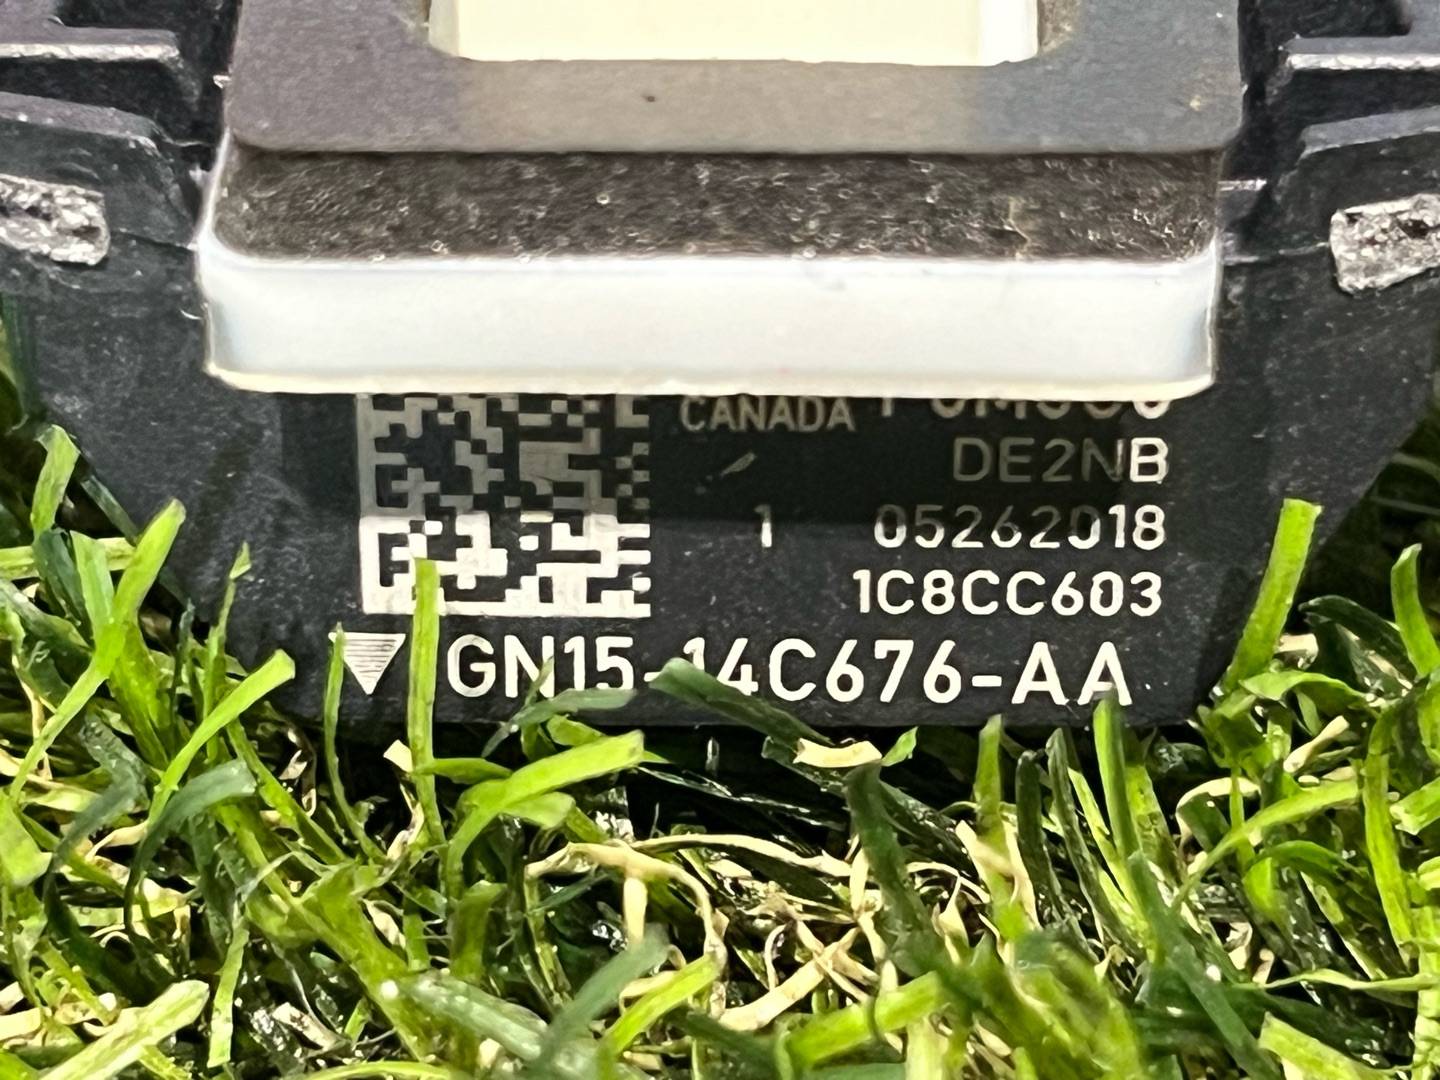 CANADA
DE2NB
1 05262018
1C8CC603
GN15-14C676-AA